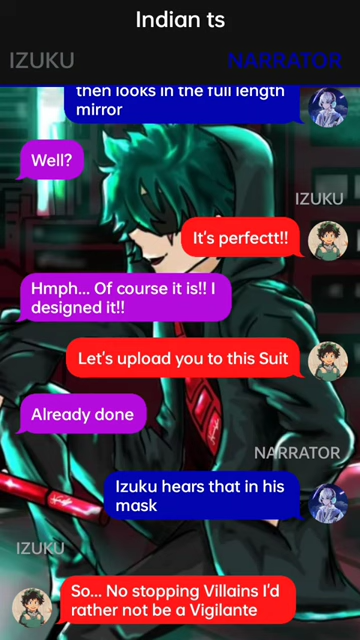 Indian ts
IZUKU
NARRATOR
then looks in the full length
mirror
Well?
IZUKU
It's perfectt!!
Hmph... Of course it is!! I
designed it!!
Let's upload you to this Suit
Already done
NARRATOR
Izuku hears that in his
mask
IZUKU
So... No stopping Villains I'd
rather not be a Vigilante